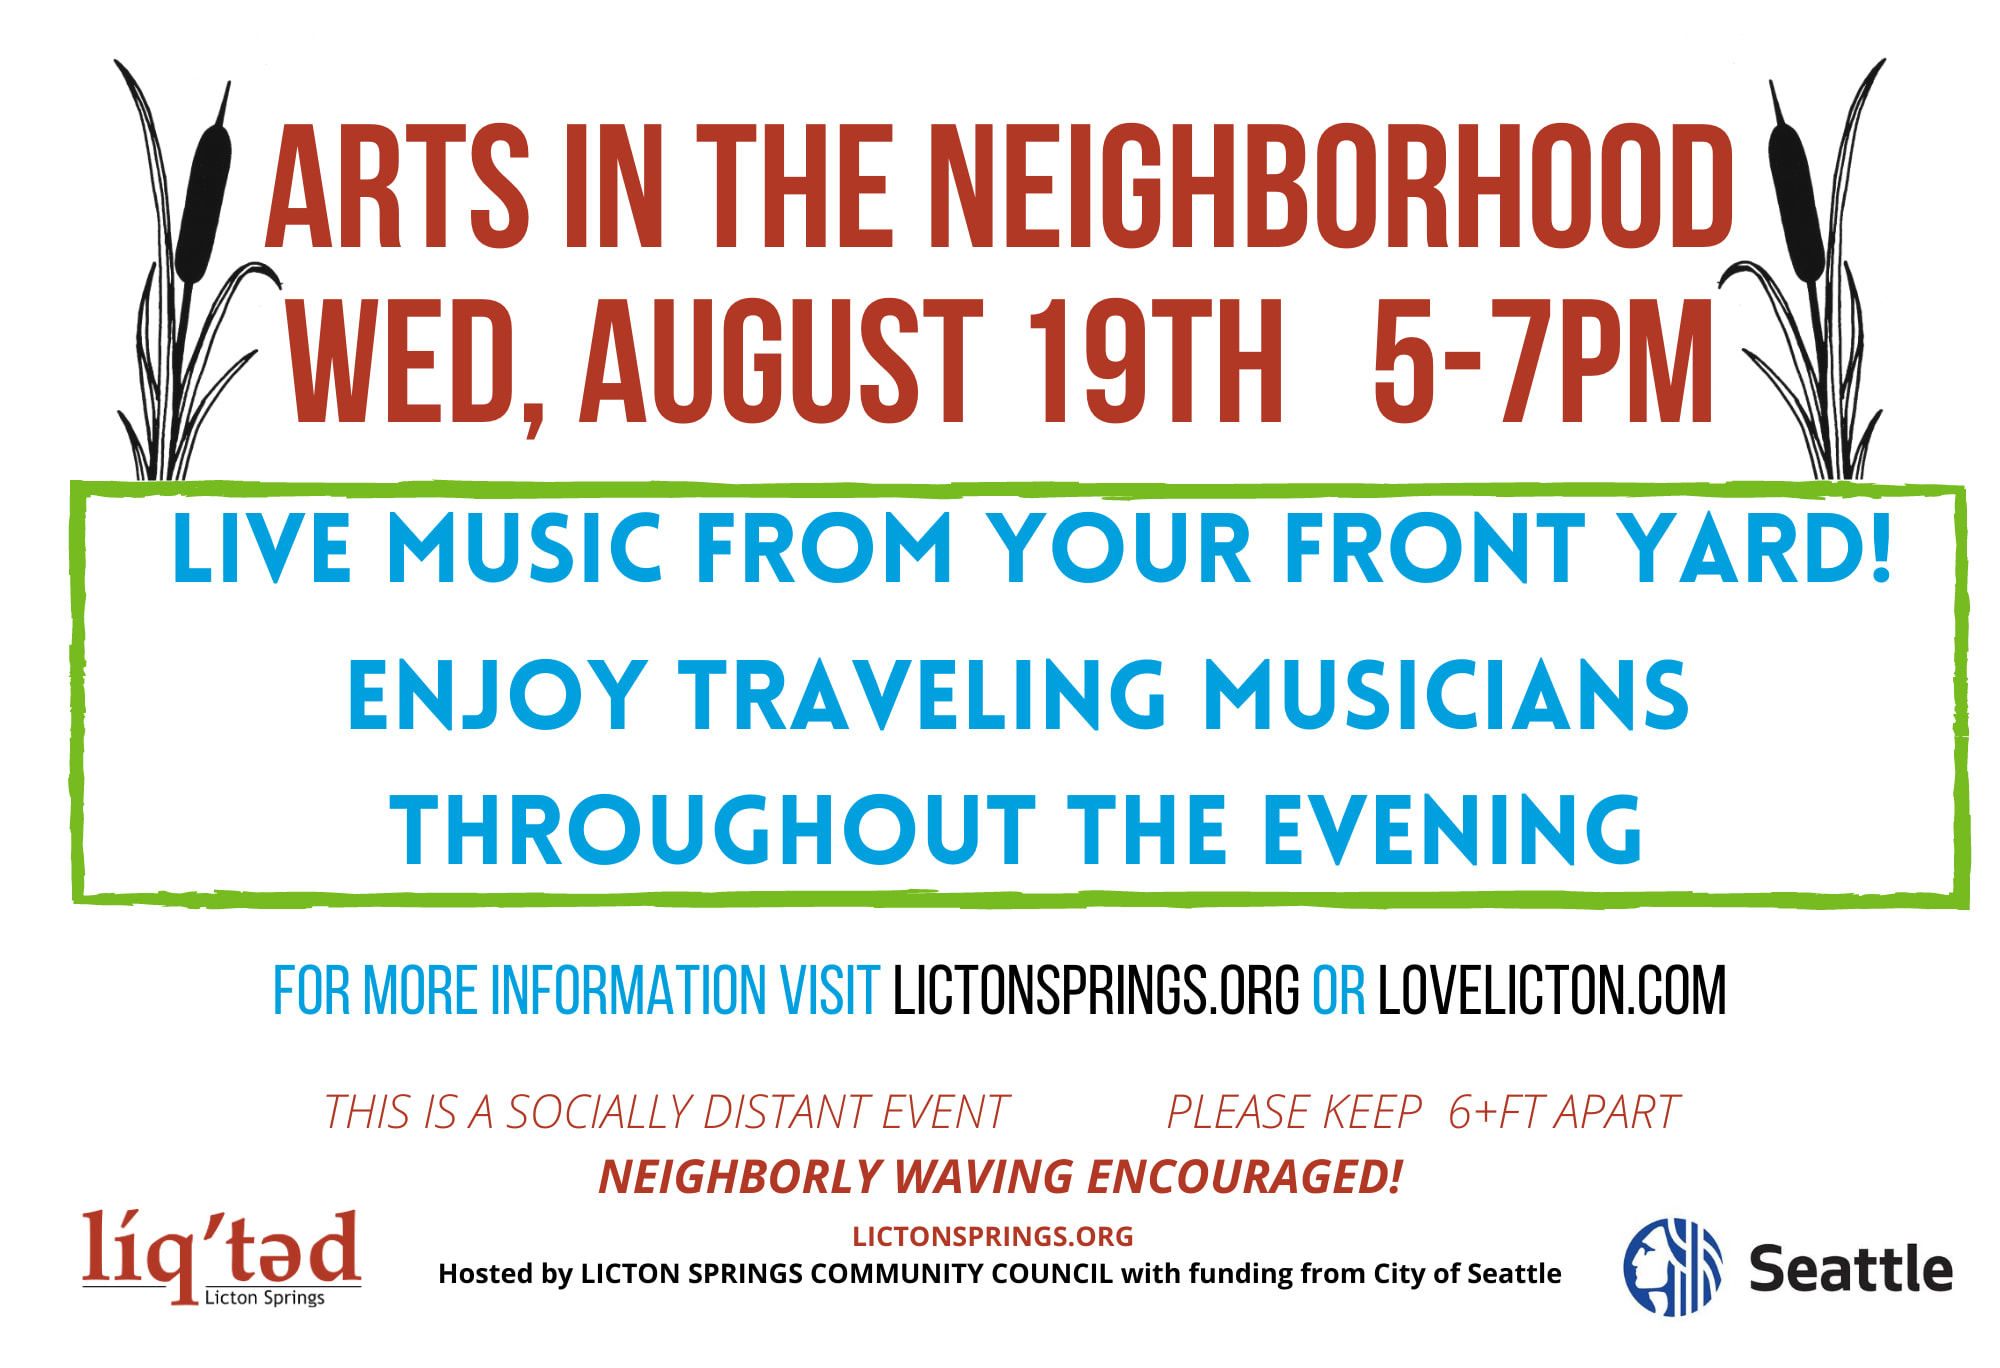 ARTS IN THE NEIGHBORHOOD
WED, AUGUST 19TH 5-7PM
LIVE MUSIC FROM YOUR FRONT YARD!
ENJOY TRAVELING MUSICIANS
THROUGHOUT THE EVENING
FOR MORE INFORMATION VISIT LICTONSPRINGS.ORG OR LOVELICTON.COM
THIS IS A SOCIALLY DISTANT EVENT PLEASE KEEP 6+FT APART
NEIGHBORLY WAVING ENCOURAGED!
LICTONSPRINGS.ORG
Hosted by LICTON SPRINGS COMMUNITY COUNCIL with funding from City of Seattle
líq'təd
Licton Springs
Seattle